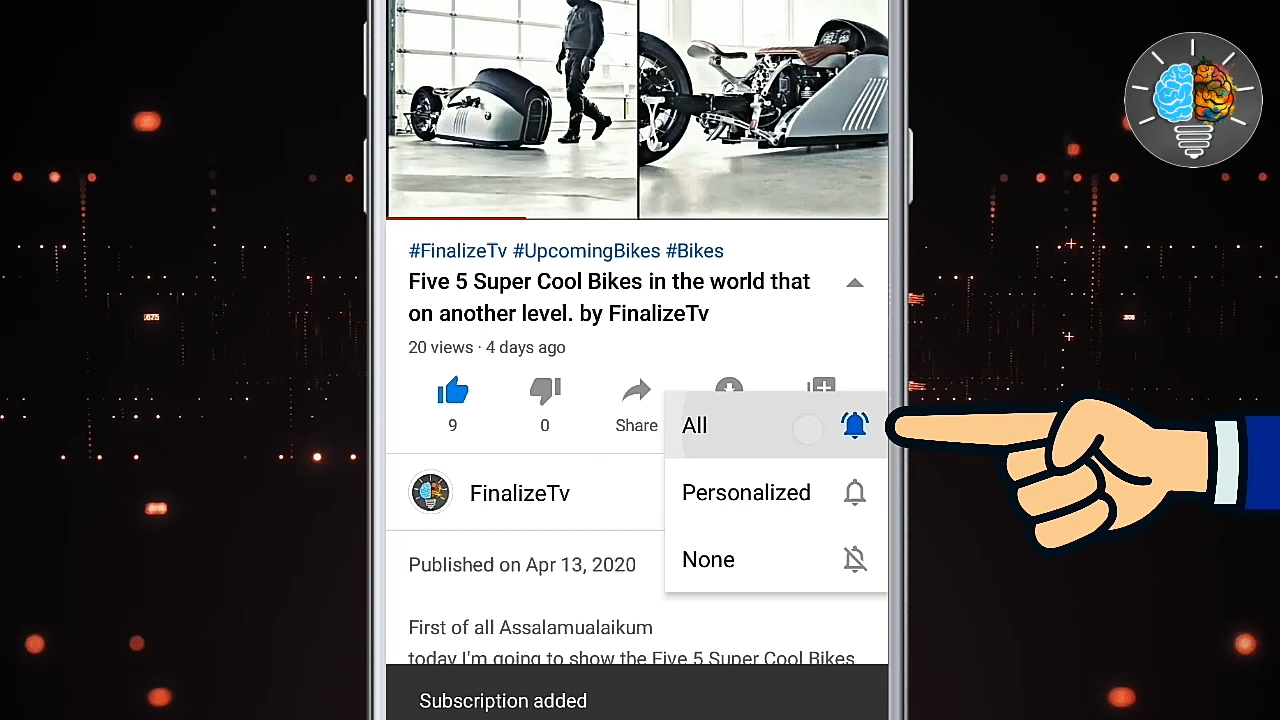 #FinalizeTv #UpcomingBikes #Bikes
Five 5 Super Cool Bikes in the world that
on another level. by FinalizeTv
20 views · 4 days ago
9
0
Share
All
FinalizeTv
Personalized
None
Published on Apr 13, 2020
First of all Assalamualaikum
today I'm going to show the Five 5 Super Cool Bikes
Subscription added